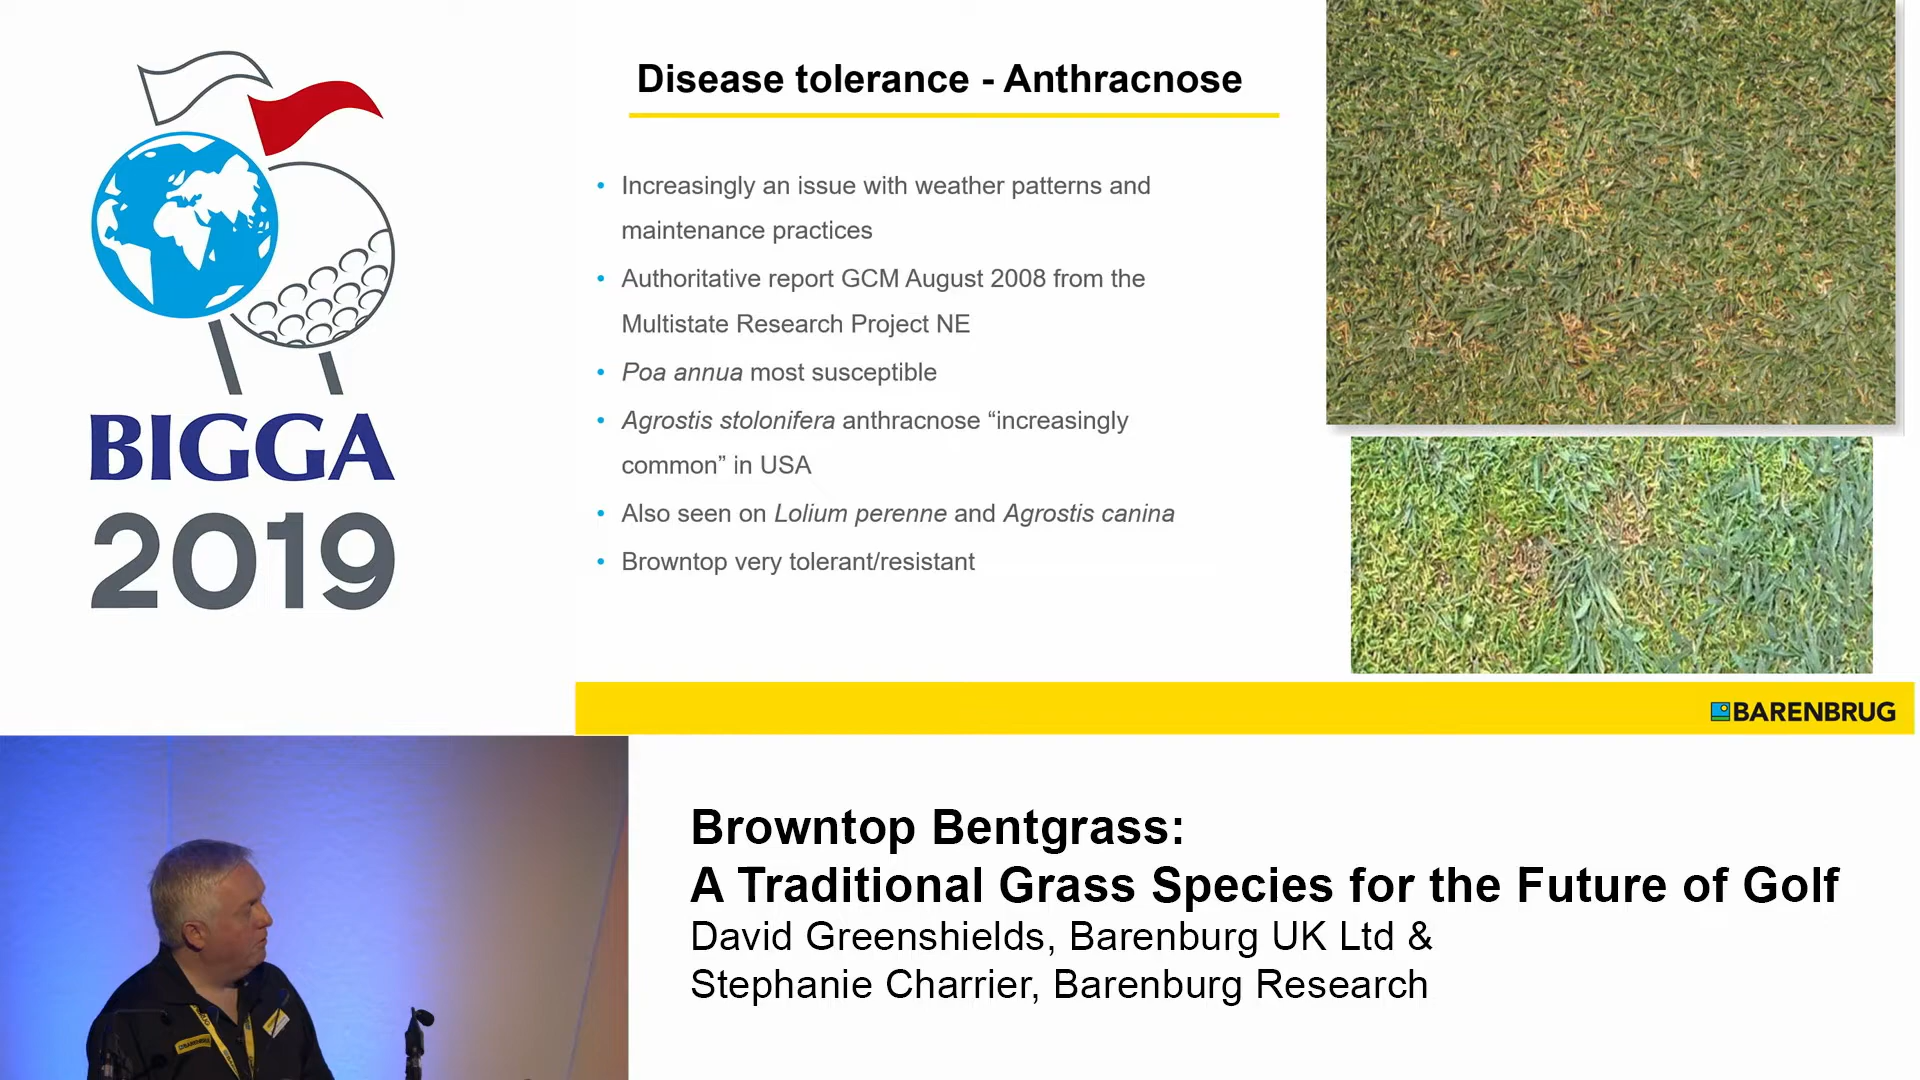 BIGGA
2019
Disease tolerance - Anthracnose
• Increasingly an issue with weather patterns and
maintenance practices
• Authoritative report GCM August 2008 from the
Multistate Research Project NE
• Poa annua most susceptible
• Agrostis stolonifera anthracnose “increasingly
common” in USA
• Also seen on Lolium perenne and Agrostis canina
• Browntop very tolerant/resistant
BARENBRUG
Browntop Bentgrass:
A Traditional Grass Species for the Future of Golf
David Greenshields, Barenburg UK Ltd &
Stephanie Charrier, Barenburg Research